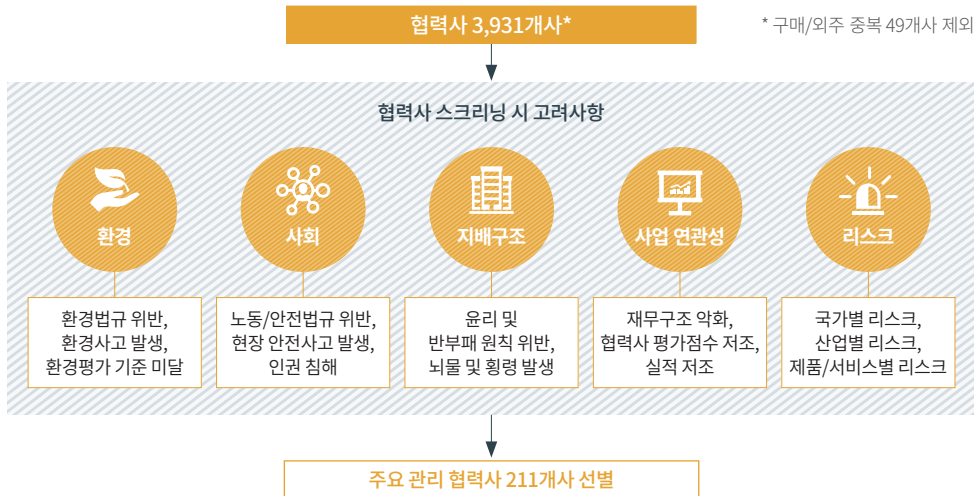 협력사 3,931개사*
* 구매/외주 중복 49개사 제외
협력사 스크리닝 시 고려사항
환경
사회
지배구조
사업 연관성
리스크
환경법규 위반,
환경사고 발생,
환경평가 기준 미달
노동/안전법규 위반,
현장 안전사고 발생,
인권 침해
윤리 및
반부패 원칙 위반,
뇌물 및 횡령 발생
재무구조 악화,
협력사 평가점수 저조,
실적 저조
국가별 리스크,
산업별 리스크,
제품/서비스별 리스크
주요 관리 협력사 211개사 선별